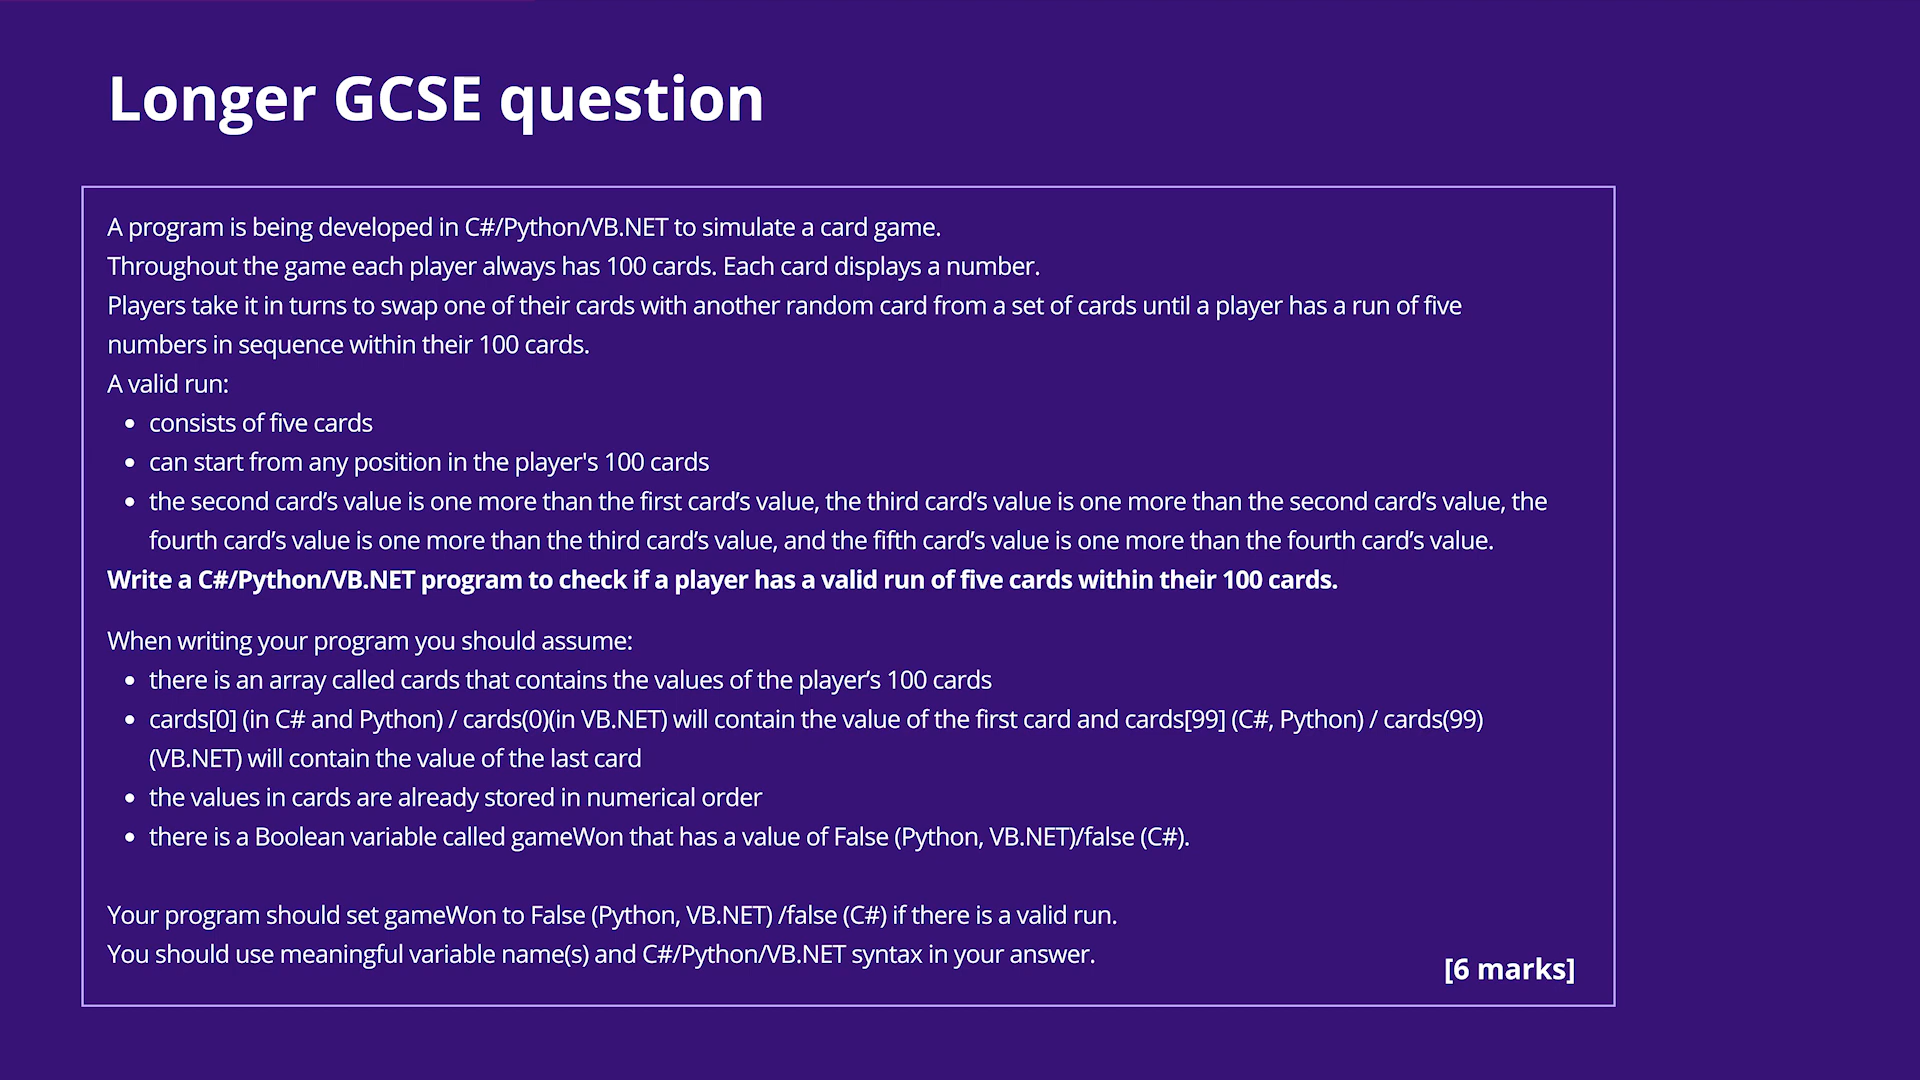 Longer GCSE question
A program is being developed in C#/Python/VB.NET to simulate a card game.
Throughout the game each player always has 100 cards. Each card displays a number.
Players take it in turns to swap one of their cards with another random card from a set of cards until a player has a run of five
numbers in sequence within their 100 cards.
A valid run:
• consists of five cards
• can start from any position in the player's 100 cards
• the second card’s value is one more than the first card’s value, the third card’s value is one more than the second card’s value, the
fourth card’s value is one more than the third card’s value, and the fifth card’s value is one more than the fourth card’s value.
Write a C#/Python/VB.NET program to check if a player has a valid run of five cards within their 100 cards.
When writing your program you should assume:
• there is an array called cards that contains the values of the player’s 100 cards
• cards[0] (in C# and Python) / cards(0)(in VB.NET) will contain the value of the first card and cards[99] (C#, Python) / cards(99)
(VB.NET) will contain the value of the last card
• the values in cards are already stored in numerical order
• there is a Boolean variable called gameWon that has a value of False (Python, VB.NET)/false (C#).
Your program should set gameWon to False (Python, VB.NET) /false (C#) if there is a valid run.
You should use meaningful variable name(s) and C#/Python/VB.NET syntax in your answer.
[6 marks]